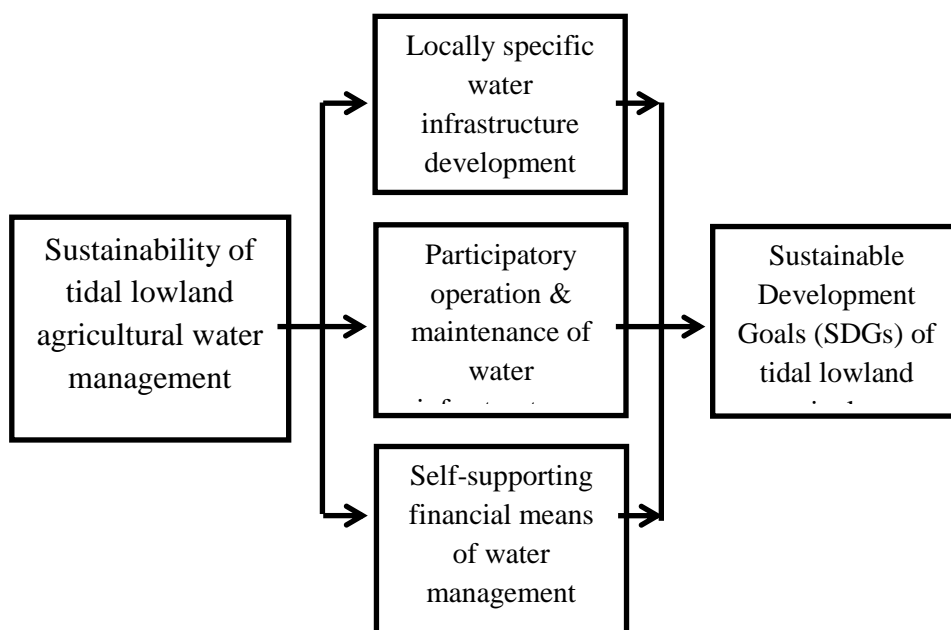 Locally specific
water
infrastructure
development
Sustainability of
tidal lowland
agricultural water
management
Participatory
operation &
maintenance of
water
Sustainable
Development
Goals (SDGs) of
tidal lowland
Self-supporting
financial means
of water
management